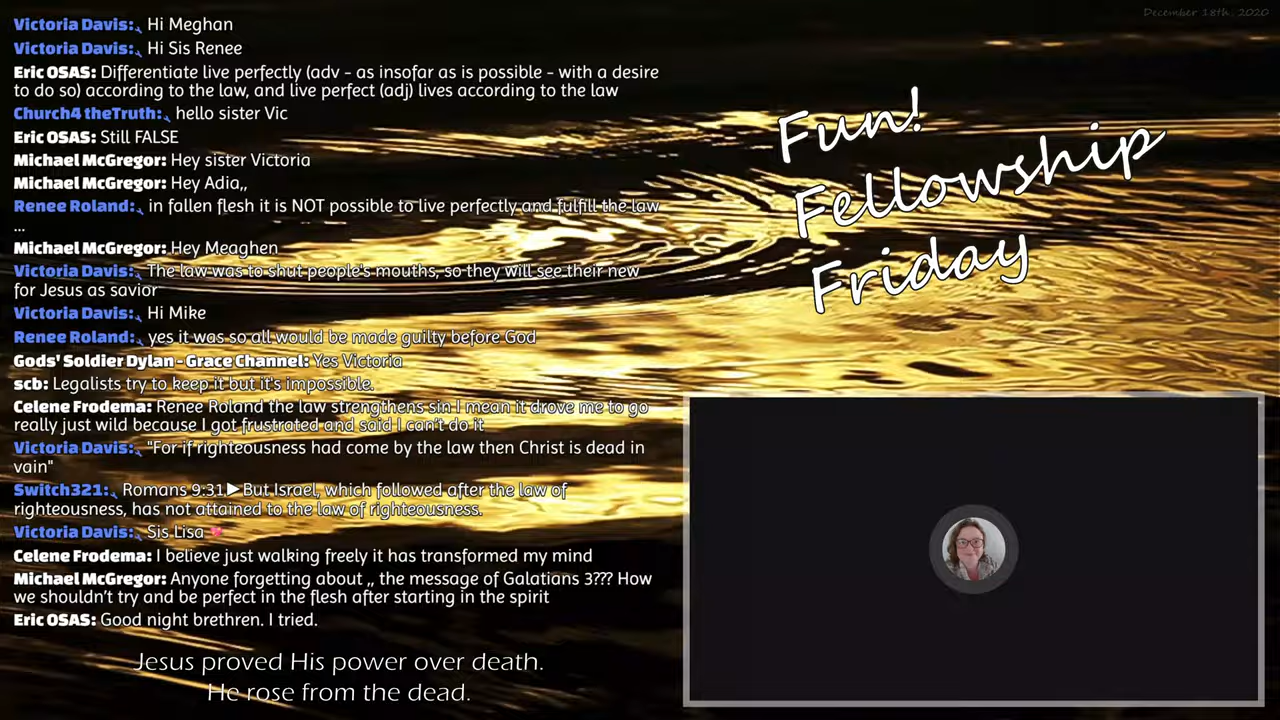 December 18th, 2020
Victoria Davis: Hi Meghan
Victoria Davis: Hi Sis Renee
Eric OSAS: Differentiate live perfectly (adv - as insofar as is possible - with a desire
to do so) according to the law, and live perfect (adj) lives according to the law
Church4 theTruth: hello sister Vic
Eric OSAS: Still FALSE
Michael McGregor: Hey sister Victoria
Michael McGregor: Hey Adia,,
Renee Roland: in fallen flesh it is NOT possible to live perfectly and fulfill the law
...
Michael McGregor: Hey Meaghen
Victoria Davis: The law was to shut people's mouths, so they will see their new
for Jesus as savior
Victoria Davis: Hi Mike
Renee Roland: yes it was so all would be made guilty before God
Gods' Soldier Dylan - Grace Channel: Yes Victoria
scb: Legalists try to keep it but it's impossible.
Celene Frodema: Renee Roland the law strengthens sin I mean it drove me to go
really just wild because I got frustrated and said I can't do it
Victoria Davis: "For if righteousness had come by the law then Christ is dead in
vain"
Switch321: Romans 9:31►But Israel, which followed after the law of
righteousness, has not attained to the law of righteousness.
Victoria Davis: Sis Lisa
Celene Frodema: I believe just walking freely it has transformed my mind
Michael McGregor: Anyone forgetting about ,, the message of Galatians 3??? How
we shouldn't try and be perfect in the flesh after starting in the spirit
Eric OSAS: Good night brethren. I tried.
Jesus proved His power over death.
He rose from the dead.
Fun!
Fellowship
Friday